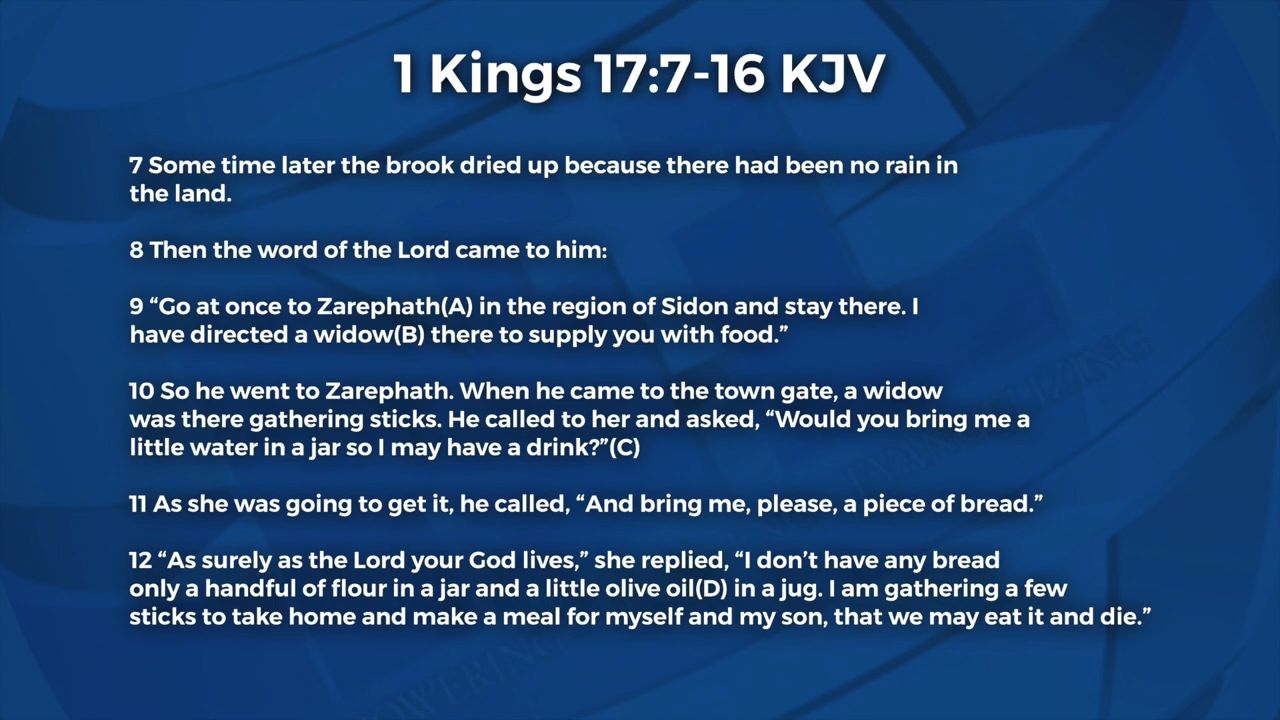 1 Kings 17:7-16 KJV
7 Some time later the brook dried up because there had been no rain in
the land.
8 Then the word of the Lord came to him:
9 “Go at once to Zarephath(A) in the region of Sidon and stay there. I
have directed a widow(B) there to supply you with food.”
10 So he went to Zarephath. When he came to the town gate, a widow
was there gathering sticks. He called to her and asked, “Would you bring me a
little water in a jar so I may have a drink?”(C)
11 As she was going to get it, he called, “And bring me, please, a piece of bread.”
12 “As surely as the Lord your God lives,” she replied, “I don’t have any bread
only a handful of flour in a jar and a little olive oil(D) in a jug. I am gathering a few
sticks to take home and make a meal for myself and my son, that we may eat it and die.”